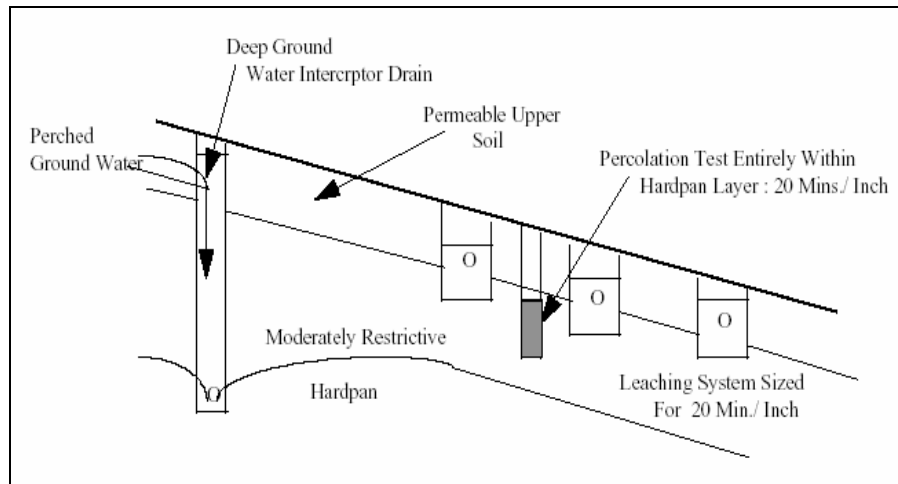 Deep Ground
Water Intercrptor Drain
Perched
Ground Water
Permeable Upper
Soil
Percolation Test Entirely Within
Hardpan Layer : 20 Mins./ Inch
O
O
O
Moderately Restrictive
Hardpan
O
Leaching System Sized
For 20 Min./ Inch